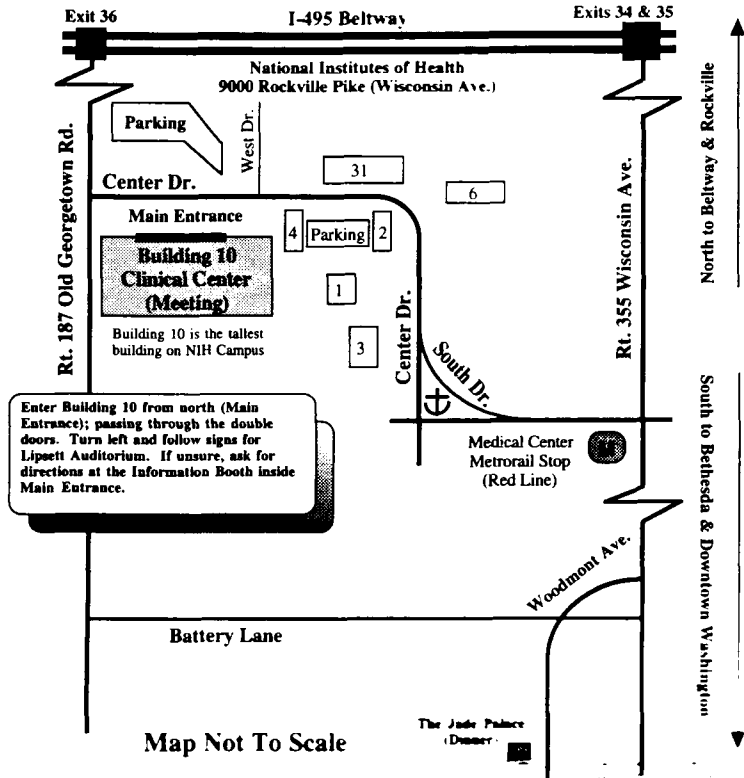 Exit 36
I-495 Beltway
Exits 34 & 35
National Institutes of Health
9000 Rockville Pike (Wisconsin Ave.)
Parking
West Dr.
31
6
Center Dr.
Main Entrance
4
Parking
2
Building 10
Clinical Center
(Meeting)
1
Building 10 is the tallest
building on NIH Campus
3
Center Dr.
South Dr.
Rt. 187 Old Georgetown Rd.
Rt. 355 Wisconsin Ave.
North to Beltway & Rockville
South to Bethesda & Downtown Washington
Enter Building 10 from north (Main
Entrance); passing through the double
doors. Turn left and follow signs for
Lipsett Auditorium. If unsure, ask for
directions at the Information Booth inside
Main Entrance.
Medical Center
Metrorail Stop
(Red Line)
M
Woodmont Ave.
Battery Lane
The Jade Palace
(Dinner)
Map Not To Scale